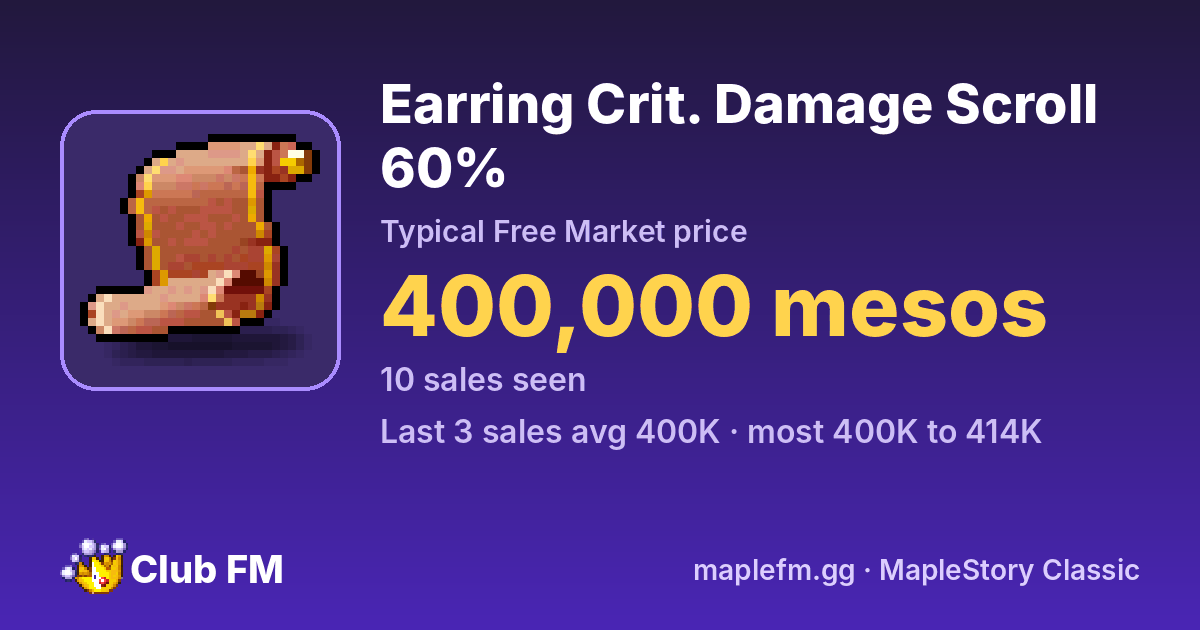 Earring Crit. Damage Scroll
60%
Typical Free Market price
400,000 mesos
10 sales seen
Last 3 sales avg 400K · most 400K to 414K
Club FM
maplefm.gg · MapleStory Classic